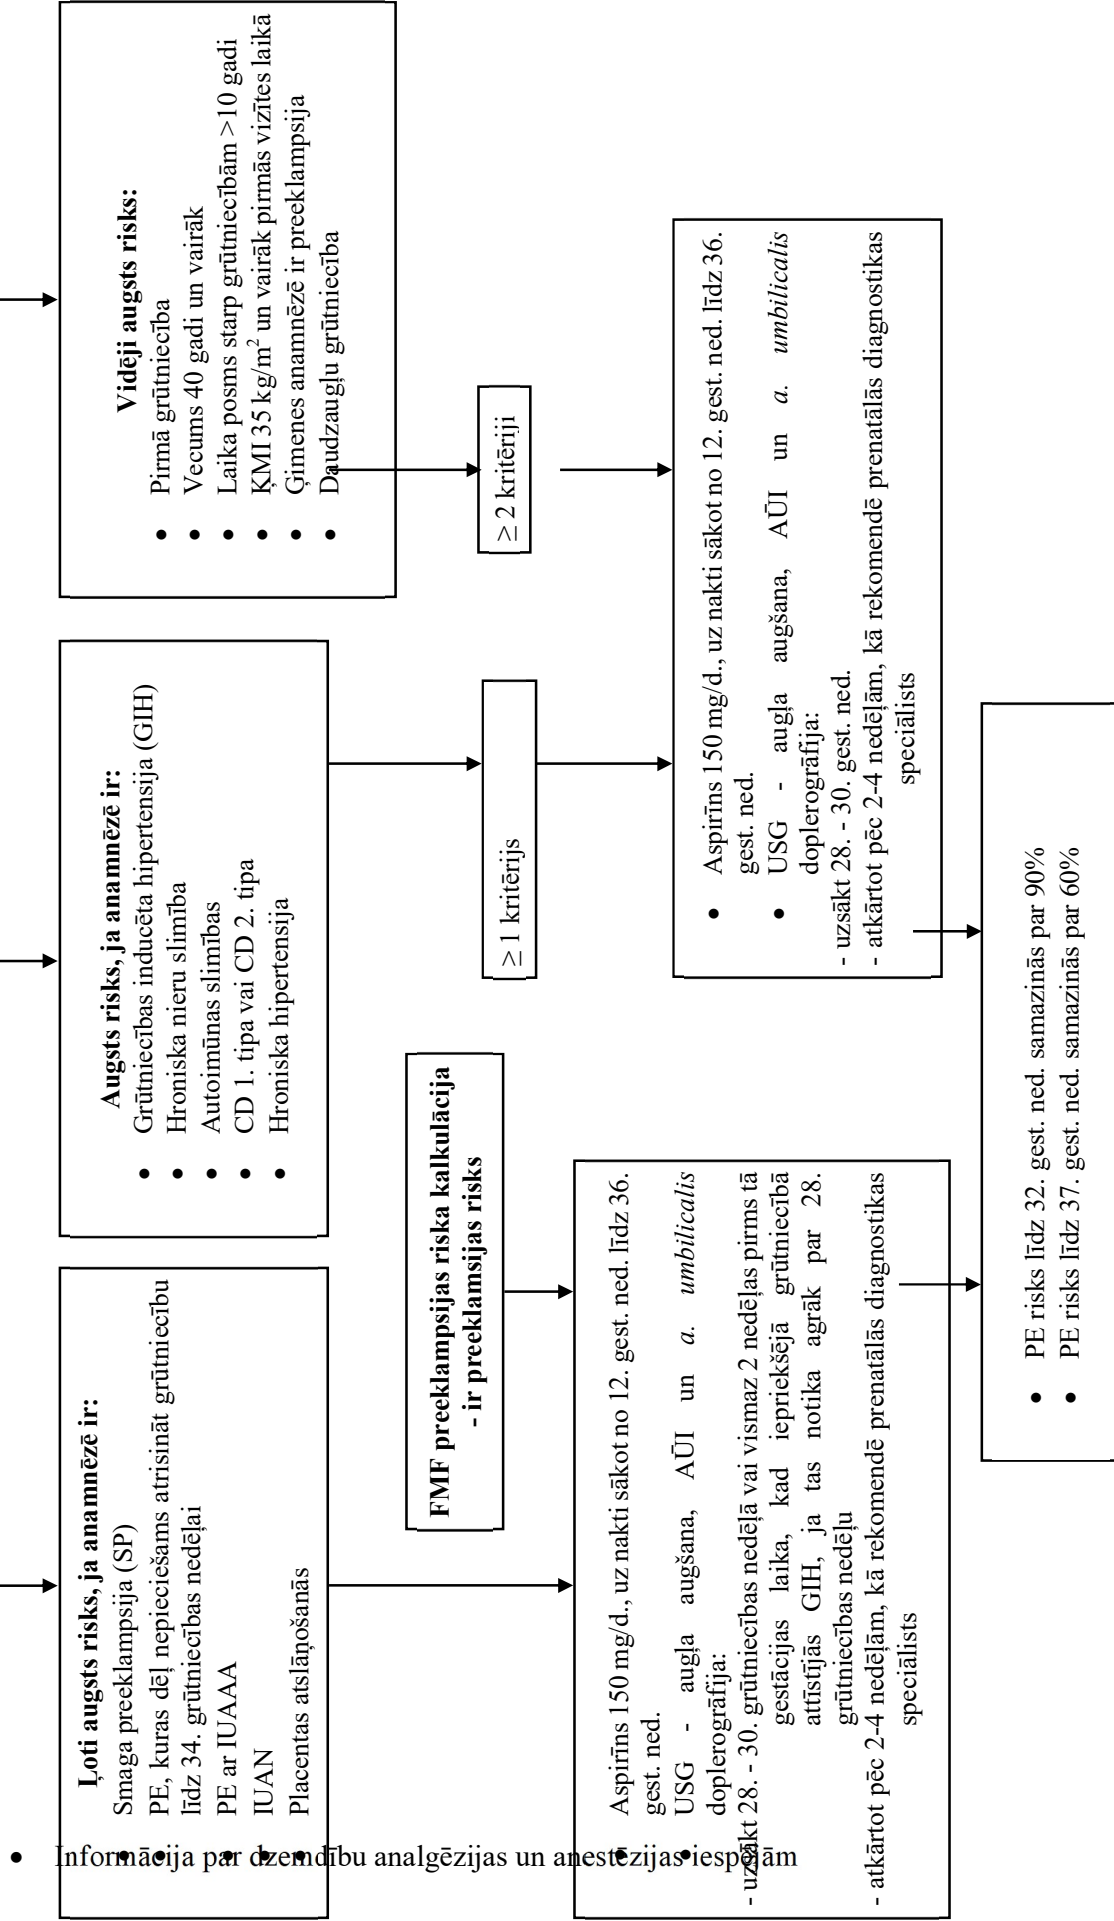 Ļoti augsts risks, ja anamnēzē ir:
Smaga preeklampsija (SP)
PE, kuras dēļ nepieciešams atrisināt grūtniecību
līdz 34. grūtniecības nedēļai
PE ar IUAAA
IUAN
Placentas atslāņošanās
Augsts risks, ja anamnēzē ir:
• Grūtniecības inducēta hipertensija (GIH)
• Hroniska nieru slimība
• Autoimūnas slimības
• CD 1. tipa vai CD 2. tipa
• Hroniska hipertensija
Vidēji augsts risks:
• Pirmā grūtniecība
• Vecums 40 gadi un vairāk
• Laika posms starp grūtniecībām >10 gadi
• ĶMI 35 kg/m² un vairāk pirmās vizītes laikā
• Ģimenes anamnēzē ir preeklampsija
• Daudzaugļu grūtniecība
FMF preeklampsijas riska kalkulācija
- ir preeklamsijas risks
≥ 1 kritērijs
≥ 2 kritēriji
Aspirīns 150 mg/d., uz nakti sākot no 12. gest. ned. līdz 36.
gest. ned.
USG - augļa augšana, AŪI un a. umbilicalis
doplerogrāfija:
- uzsākt 28. - 30. grūtniecības nedēļā vai vismaz 2 nedēļas pirms tā
gestācijas laika, kad iepriekšējā grūtniecībā
attīstījās GIH, ja tas notika agrāk par 28.
grūtniecības nedēļu
- atkārtot pēc 2-4 nedēļām, kā rekomendē prenatālās diagnostikas
speciālists
• Aspirīns 150 mg/d., uz nakti sākot no 12. gest. ned. līdz 36.
gest. ned.
• USG - augļa augšana, AŪI un a. umbilicalis
doplerogrāfija:
- uzsākt 28. - 30. gest. ned.
- atkārtot pēc 2-4 nedēļām, kā rekomendē prenatālās diagnostikas
speciālists
• PE risks līdz 32. gest. ned. samazinās par 90%
• PE risks līdz 37. gest. ned. samazinās par 60%
• Informācija par dzemdību analgēzijas un anestēzijas iespējām